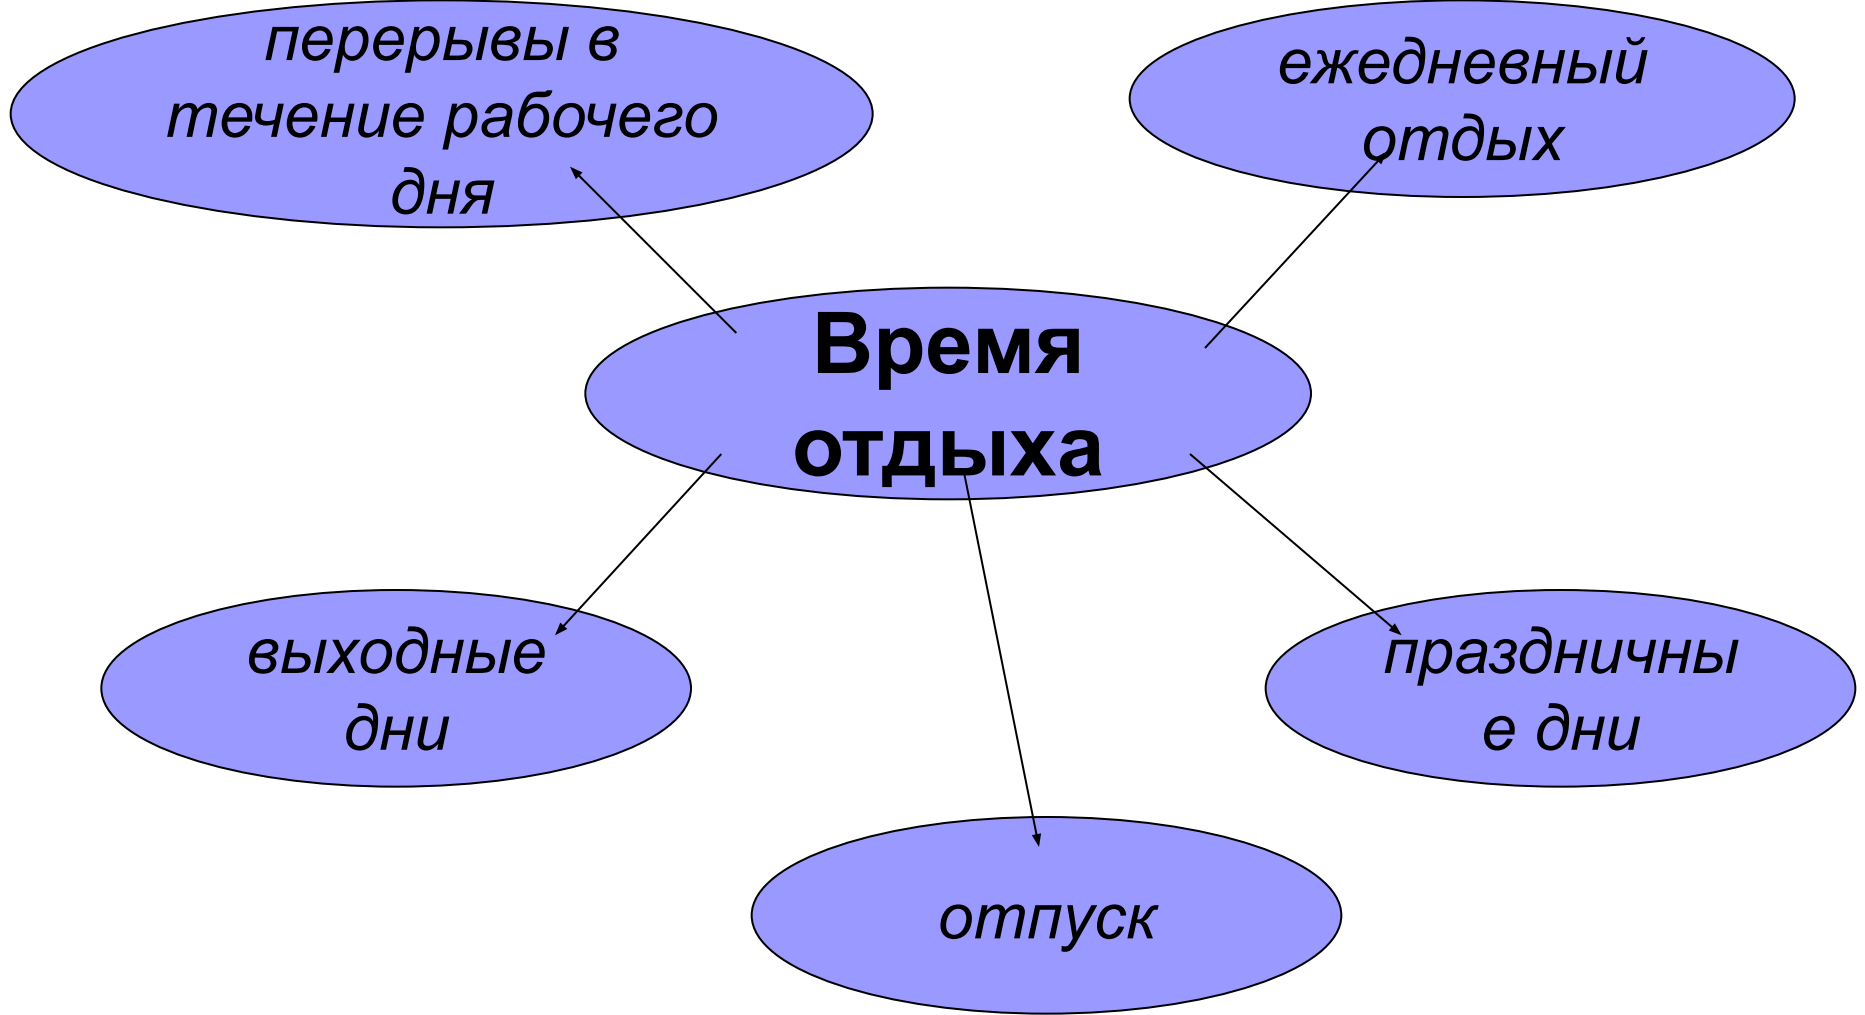 перерывы в
течение рабочего
дня
ежедневный
отдых
Время
отдыха
выходные
дни
праздничны
е дни
отпуск